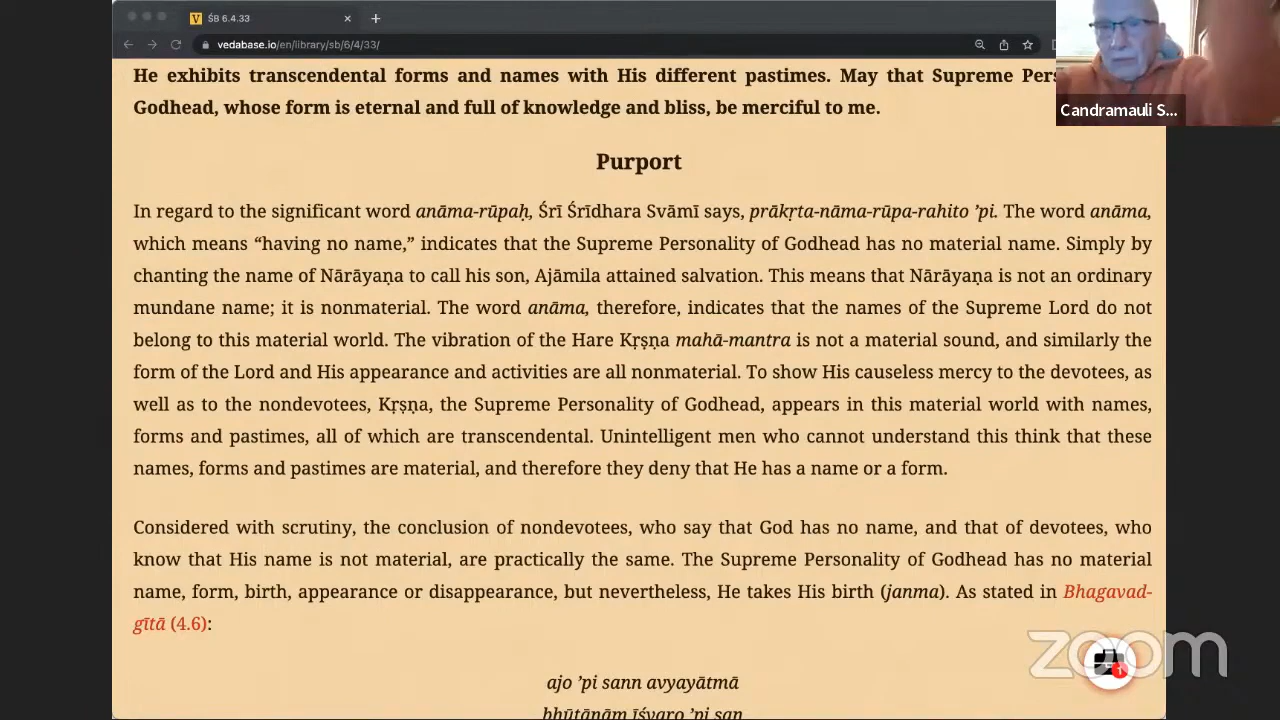 ŚB 6.4.33
vedabase.io/en/library/sb/6/4/33/
He exhibits transcendental forms and names with His different pastimes. May that Supreme
Godhead, whose form is eternal and full of knowledge and bliss, be merciful to me.
Candramauli S...
Purport
In regard to the significant word anāma-rūpaḥ, Śrī Śrīdhara Svāmī says, prākṛta-nāma-rūpa-rahito ’pi. The word anāma,
which means “having no name,” indicates that the Supreme Personality of Godhead has no material name. Simply by
chanting the name of Nārāyaṇa to call his son, Ajāmila attained salvation. This means that Nārāyaṇa is not an ordinary
mundane name; it is nonmaterial. The word anāma, therefore, indicates that the names of the Supreme Lord do not
belong to this material world. The vibration of the Hare Kṛṣṇa mahā-mantra is not a material sound, and similarly the
form of the Lord and His appearance and activities are all nonmaterial. To show His causeless mercy to the devotees, as
well as to the nondevotees, Kṛṣṇa, the Supreme Personality of Godhead, appears in this material world with names,
forms and pastimes, all of which are transcendental. Unintelligent men who cannot understand this think that these
names, forms and pastimes are material, and therefore they deny that He has a name or a form.
Considered with scrutiny, the conclusion of nondevotees, who say that God has no name, and that of devotees, who
know that His name is not material, are practically the same. The Supreme Personality of Godhead has no material
name, form, birth, appearance or disappearance, but nevertheless, He takes His birth (janma). As stated in Bhagavad-
gītā (4.6):
zoom
ajo ’pi sann avyayātmā
bhūtānām īśvaro ’pi san